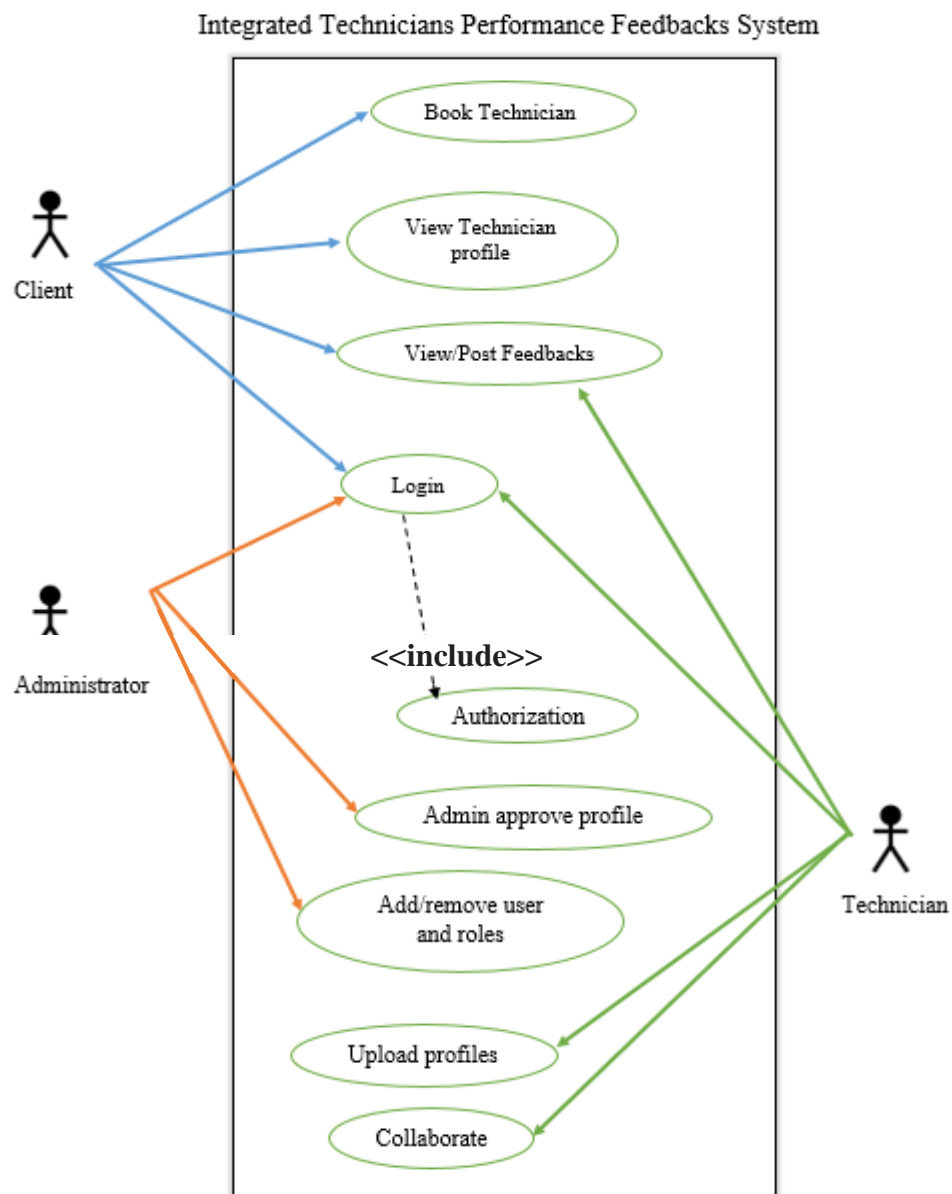 Integrated Technicians Performance Feedbacks System
Book Technician
View Technician
profile
Client
View/Post Feedbacks
Login
<<include>>
Administrator
Authorization
Admin approve profile
Add/remove user
and roles
Technician
Upload profiles
Collaborate